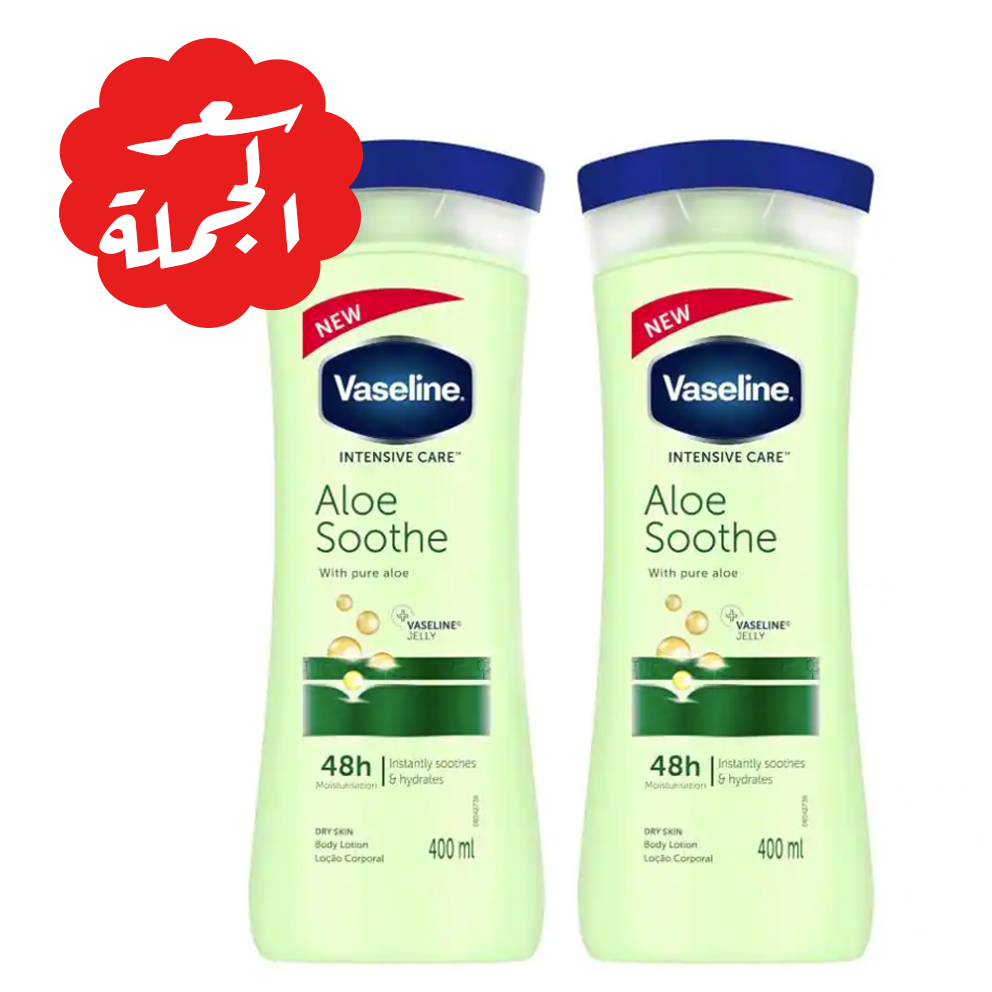 سعر
الجملة
NEW
Vaseline.
INTENSIVE CARE™
Aloe
Soothe
With pure aloe
VASELINE®
JELLY
48h
Moisturisation
Instantly soothes
& hydrates
DRY SKIN
Body Lotion
Loção Corporal
400 ml
NEW
Vaseline.
INTENSIVE CARE™
Aloe
Soothe
With pure aloe
VASELINE®
JELLY
48h
Moisturisation
Instantly soothes
& hydrates
DRY SKIN
Body Lotion
Loção Corporal
400 ml